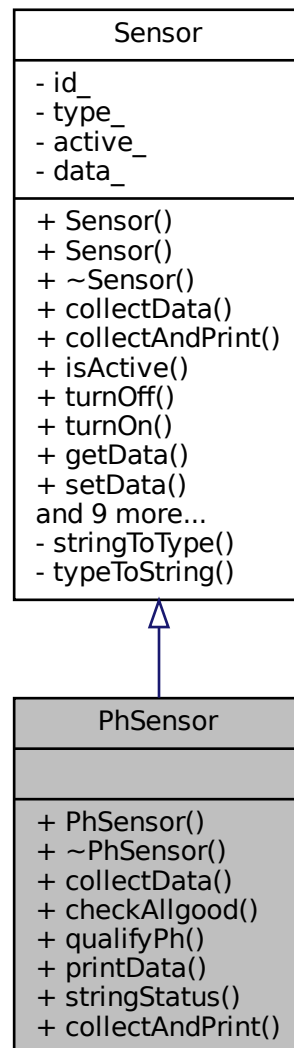 Sensor
- id_
- type_
- active_
- data_
+ Sensor()
+ Sensor()
+ ~Sensor()
+ collectData()
+ collectAndPrint()
+ isActive()
+ turnOff()
+ turnOn()
+ getData()
+ setData()
and 9 more...
- stringToType()
- typeToString()
PhSensor
+ PhSensor()
+ ~PhSensor()
+ collectData()
+ checkAllgood()
+ qualifyPh()
+ printData()
+ stringStatus()
+ collectAndPrint()